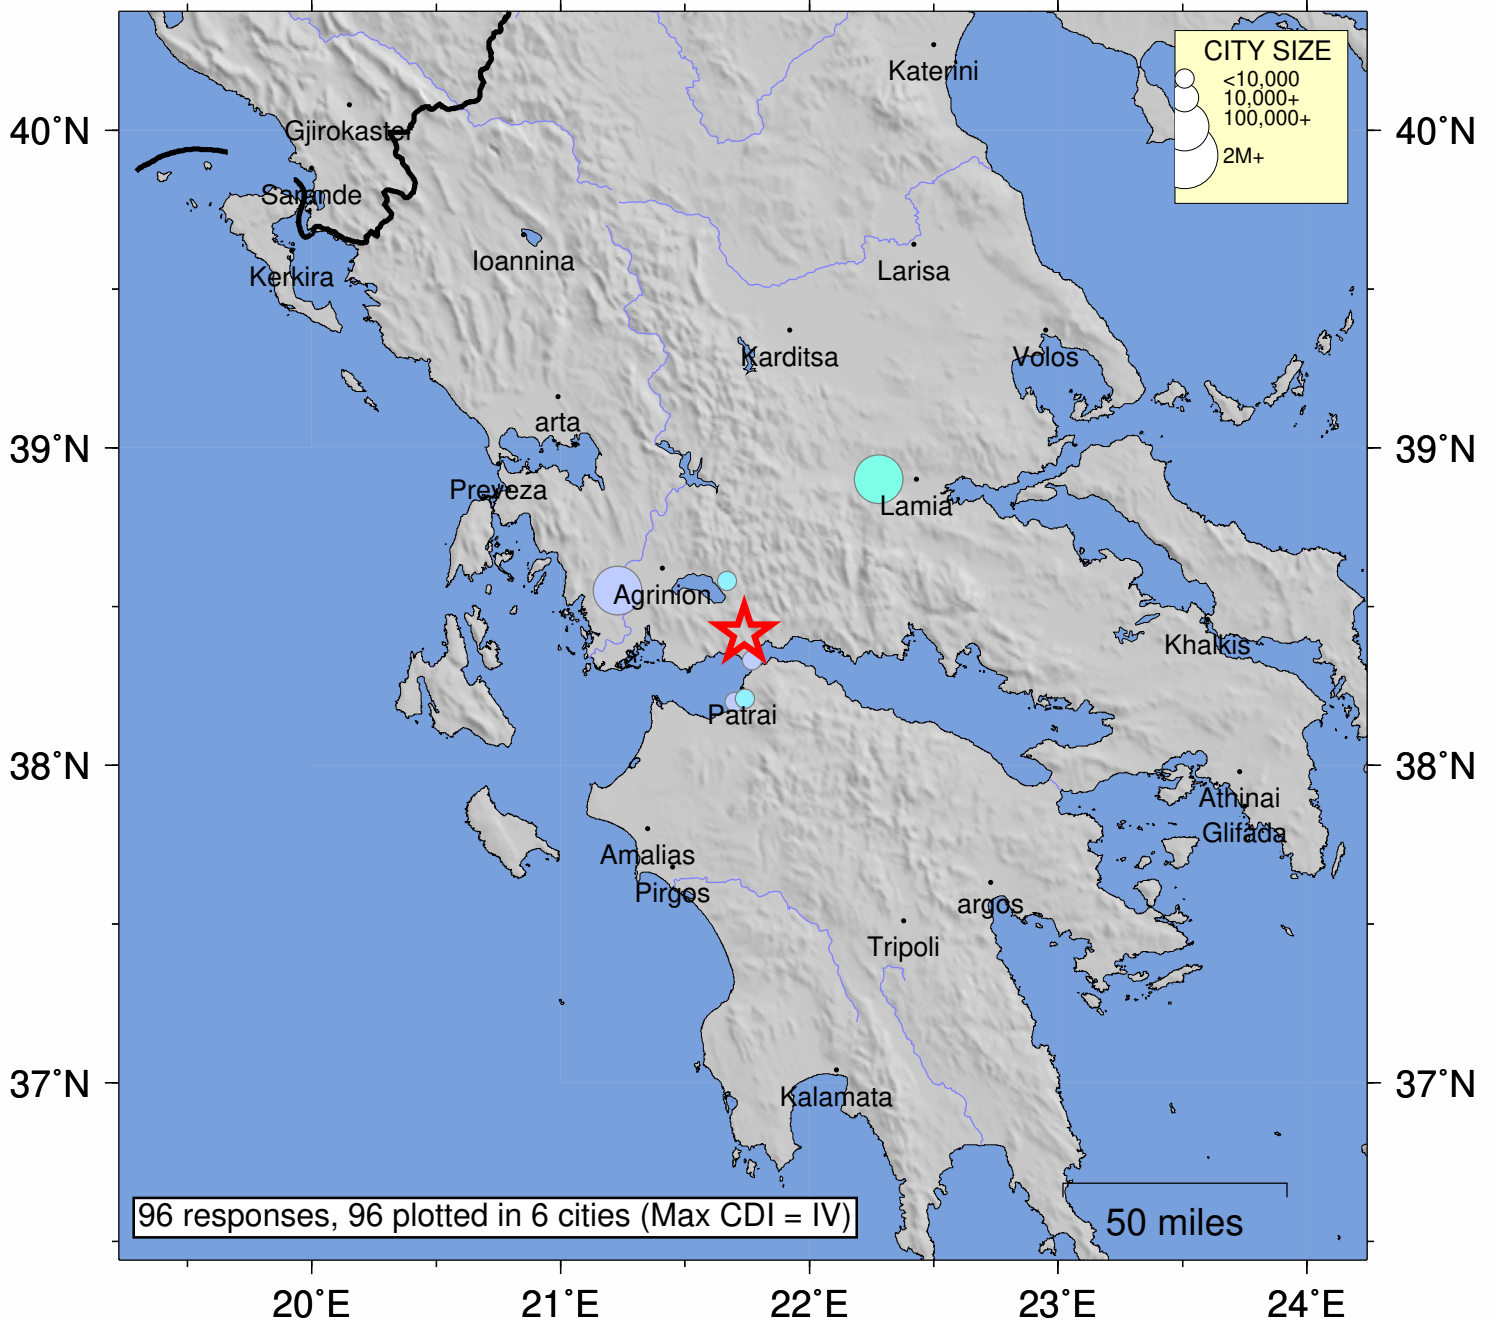 CITY SIZE
<10,000
10,000+
100,000+
2M+
Katerini
40˚N
40˚N
Gjirokaster
Sarande
Ioannina
Kerkira
Larisa
Karditsa
Volos
arta
39˚N
39˚N
Preveza
Lamia
Agrinion
Khalkis
Patrai
38˚N
38˚N
Athinai
Glifada
Amalias
Pirgos
argos
Tripoli
37˚N
37˚N
Kalamata
96 responses, 96 plotted in 6 cities (Max CDI = IV)
50 miles
20˚E
21˚E
22˚E
23˚E
24˚E